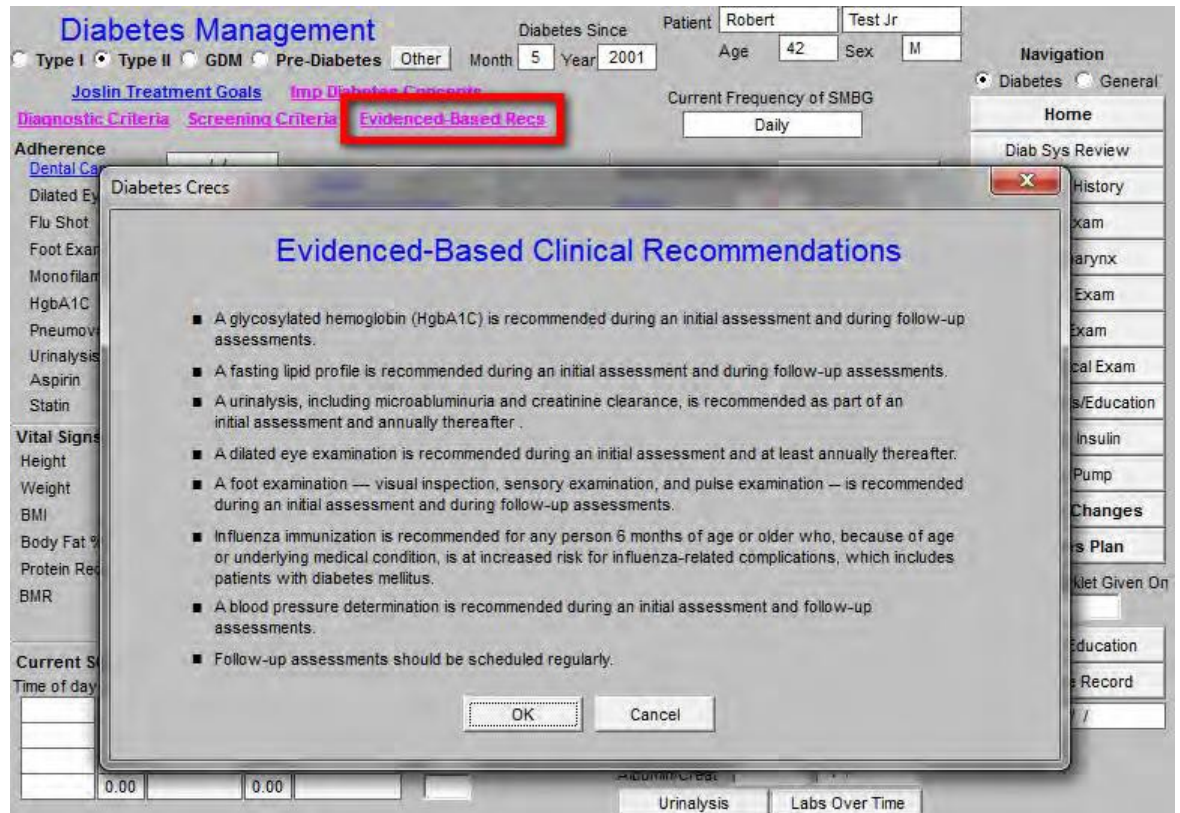 Diabetes Management
Diabetes Since
Patient Robert Test Jr
Type I Type II GDM Pre-Diabetes Other Month 5 Year 2001
Age 42 Sex M
Navigation
Diabetes General
Joslin Treatment Goals Imp Diabetes Concepts
Current Frequency of SMBG
Diagnostic Criteria Screening Criteria Evidenced-Based Recs
Daily
Home
Adherence
Diab Sys Review
Dental
Diabetes Crecs
History
Dilated
Flu Shot
Foot
HgbA1C
Urinalysis
Aspirin
Statin
Evidenced-Based Clinical Recommendations
■ A glycosylated hemoglobin (HgbA1C) is recommended during an initial assessment and during follow-up
assessments.
■ A fasting lipid profile is recommended during an initial assessment and during follow-up assessments.
■ A urinalysis, including microabluminuria and creatinine clearance, is recommended as part of an
initial assessment and annually thereafter .
■ A dilated eye examination is recommended during an initial assessment and at least annually thereafter.
■ A foot examination — visual inspection, sensory examination, and pulse examination -- is recommended
during an initial assessment and during follow-up assessments.
■ Influenza immunization is recommended for any person 6 months of age or older who, because of age
or underlying medical condition, is at increased risk for influenza-related complications, which includes
patients with diabetes mellitus.
■ A blood pressure determination is recommended during an initial assessment and follow-up
assessments.
■ Follow-up assessments should be scheduled regularly.
OK Cancel
Exam
Exam
Exam
s/Education
Insulin
Pump
Changes
Plan
Given On
Education
Record
/ /
Vital Signs
Height
Weight
BMI
Body Fat %
Protein
BMR
Current
Time of day
0.00 0.00
Urinalysis Labs Over Time